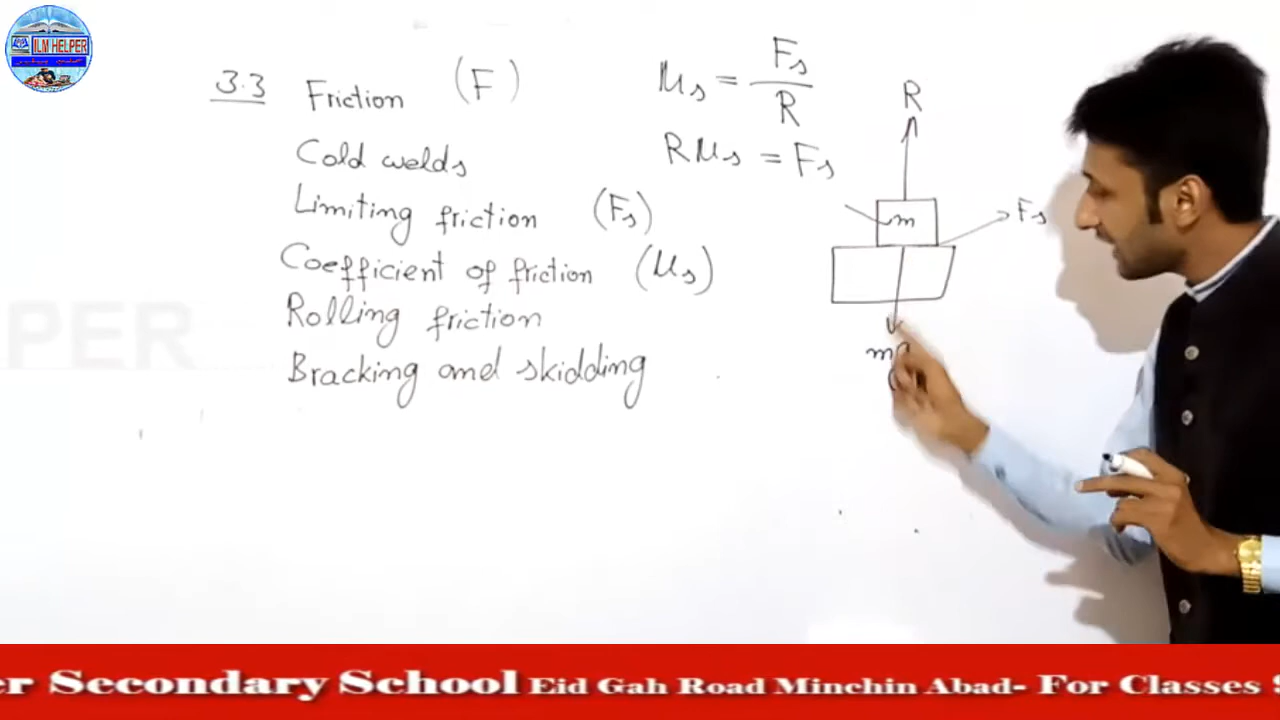 ILM HELPER
3.3 Friction (F)
Cold welds
Limiting friction (Fs)
Coefficient of friction (μs)
Rolling friction
Bracking and skidding
μs = Fs / R
Rμs = Fs
R
m
Fs
PER
er Secondary School Eid Gah Road Minchin Abad- For Classes